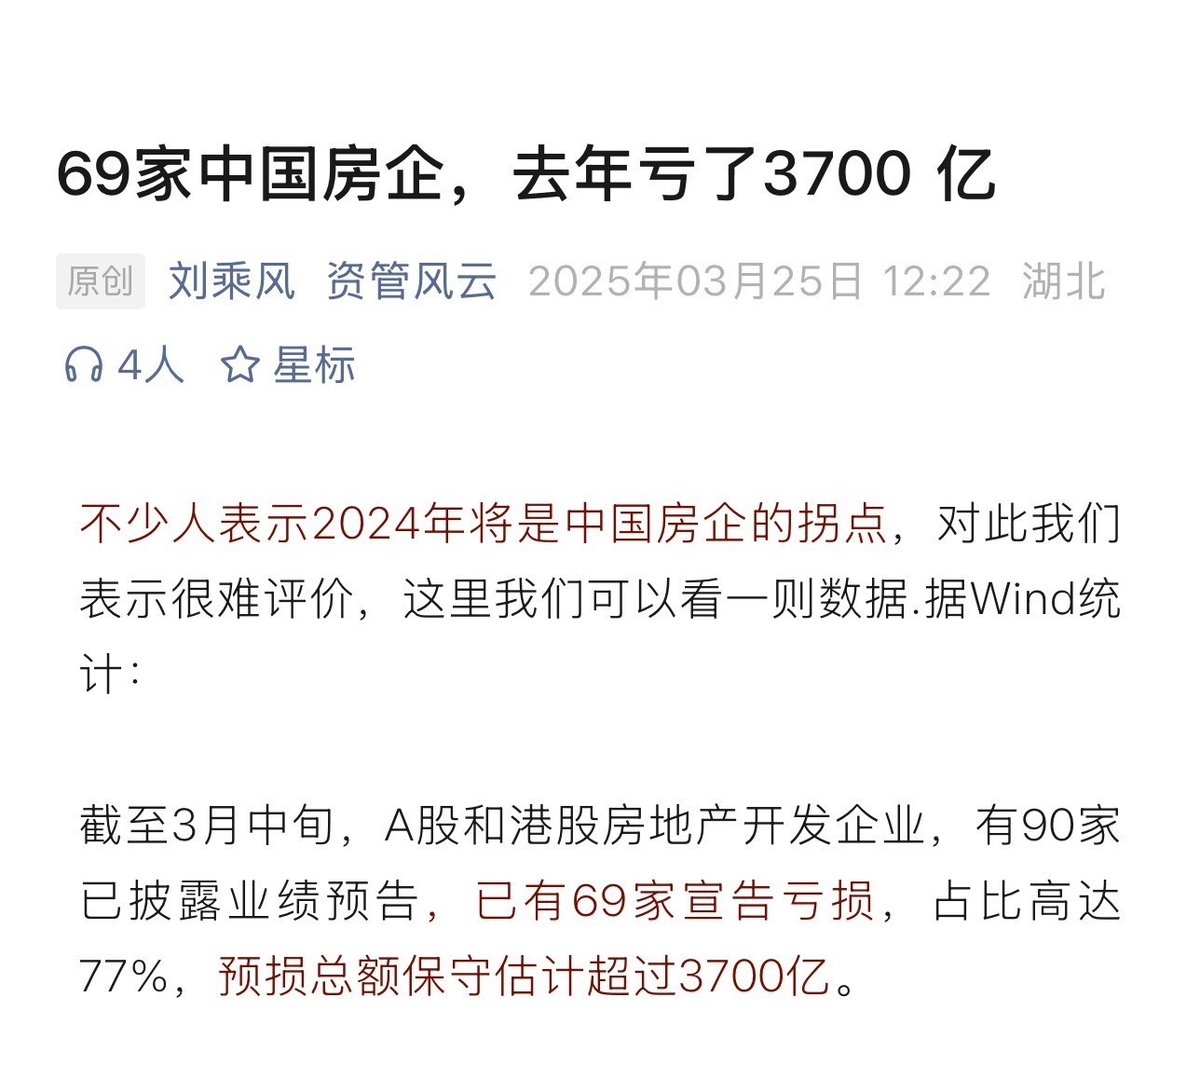 69家中国房企，去年亏了3700 亿
原创 刘乘风 资管风云 2025年03月25日 12:22 湖北
4人 星标
不少人表示2024年将是中国房企的拐点，对此我们
表示很难评价，这里我们可以看一则数据.据Wind统
计：
截至3月中旬，A股和港股房地产开发企业，有90家
已披露业绩预告，已有69家宣告亏损，占比高达
77%，预损总额保守估计超过3700亿。